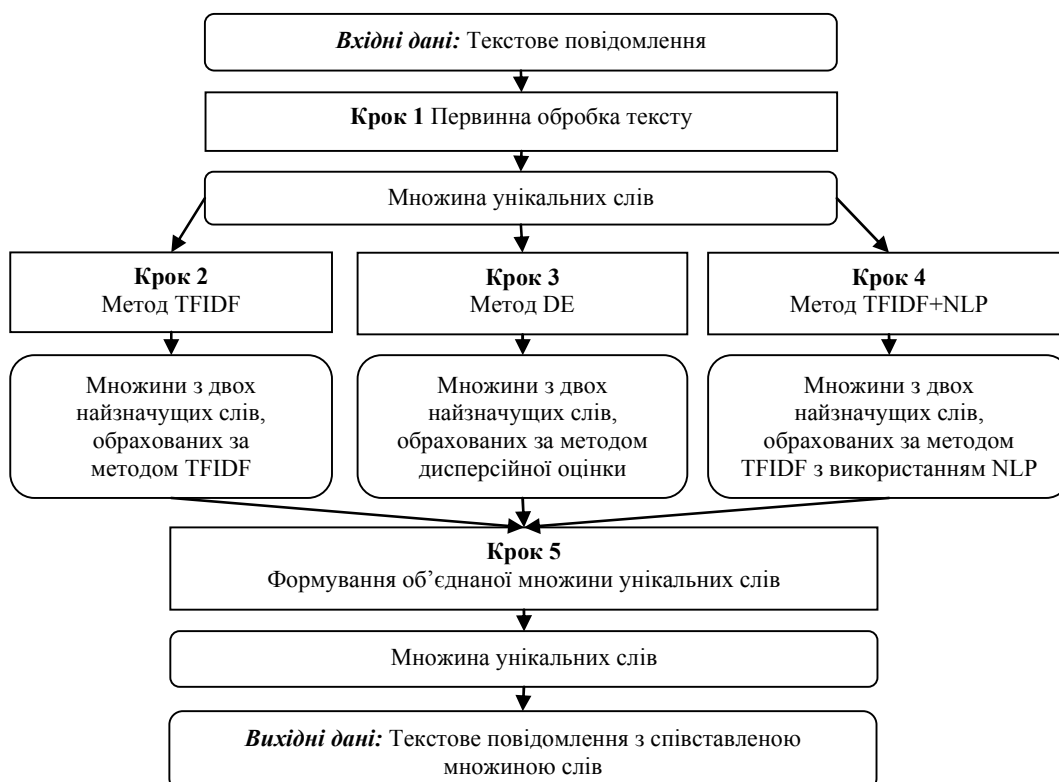 Вхідні дані: Текстове повідомлення
Крок 1 Первинна обробка тексту
Множина унікальних слів
Крок 2
Метод TFIDF
Крок 3
Метод DE
Крок 4
Метод TFIDF+NLP
Множини з двох
найзначущих слів,
обрахованих за
методом TFIDF
Множини з двох
найзначущих слів,
обрахованих за методом
дисперсійної оцінки
Множини з двох
найзначущих слів,
обрахованих за методом
TFIDF з використанням NLP
Крок 5
Формування об’єднаної множини унікальних слів
Множина унікальних слів
Вихідні дані: Текстове повідомлення з співставленою
множиною слів